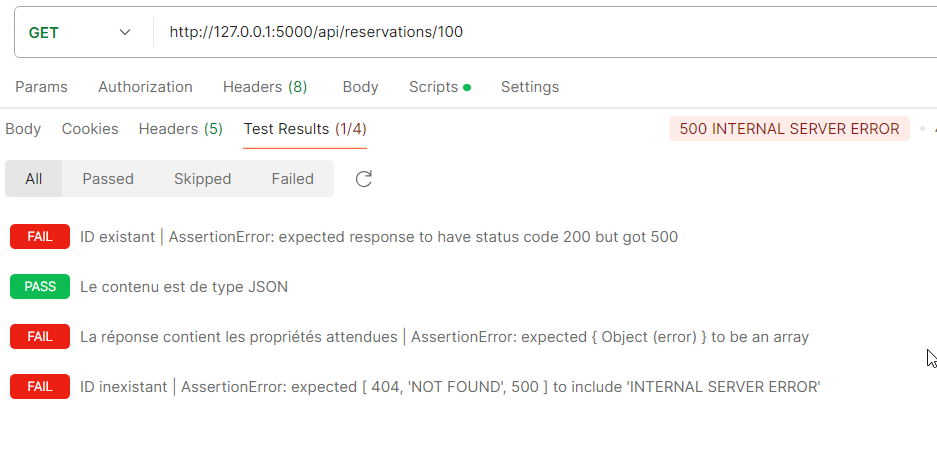 GET http://127.0.0.1:5000/api/reservations/100
Params Authorization Headers (8) Body Scripts Settings
Body Cookies Headers (5) Test Results (1/4) 500 INTERNAL SERVER ERROR
All Passed Skipped Failed
FAIL ID existant | AssertionError: expected response to have status code 200 but got 500
PASS Le contenu est de type JSON
FAIL La réponse contient les propriétés attendues | AssertionError: expected { Object (error) } to be an array
FAIL ID inexistant | AssertionError: expected [ 404, 'NOT FOUND', 500 ] to include 'INTERNAL SERVER ERROR'